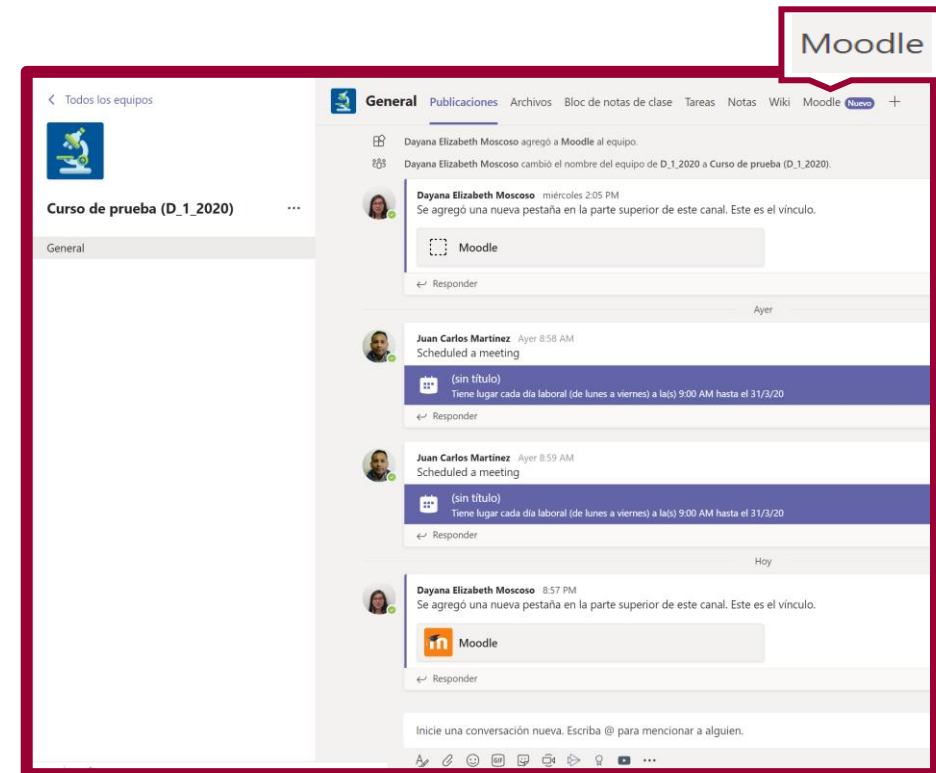 Moodle
Todos los equipos
Curso de prueba (D_1_2020)
General
General Publicaciones Archivos Bloc de notas de clase Tareas Notas Wiki Moodle Nuevo
Dayana Elizabeth Moscoso agregó a Moodle al equipo.
Dayana Elizabeth Moscoso cambió el nombre del equipo de D_1_2020 a Curso de prueba (D_1_2020).
Dayana Elizabeth Moscoso miércoles 2:05 PM
Se agregó una nueva pestaña en la parte superior de este canal. Este es el vínculo.
Moodle
Responder
Ayer
Juan Carlos Martínez Ayer 8:58 AM
Scheduled a meeting
(sin título)
Tiene lugar cada día laboral (de lunes a viernes) a la(s) 9:00 AM hasta el 31/3/20
Responder
Juan Carlos Martínez Ayer 8:59 AM
Scheduled a meeting
(sin título)
Tiene lugar cada día laboral (de lunes a viernes) a la(s) 9:00 AM hasta el 31/3/20
Responder
Hoy
Dayana Elizabeth Moscoso 8:57 PM
Se agregó una nueva pestaña en la parte superior de este canal. Este es el vínculo.
Moodle
Responder
Inicie una conversación nueva. Escriba @ para mencionar a alguien.
GIF